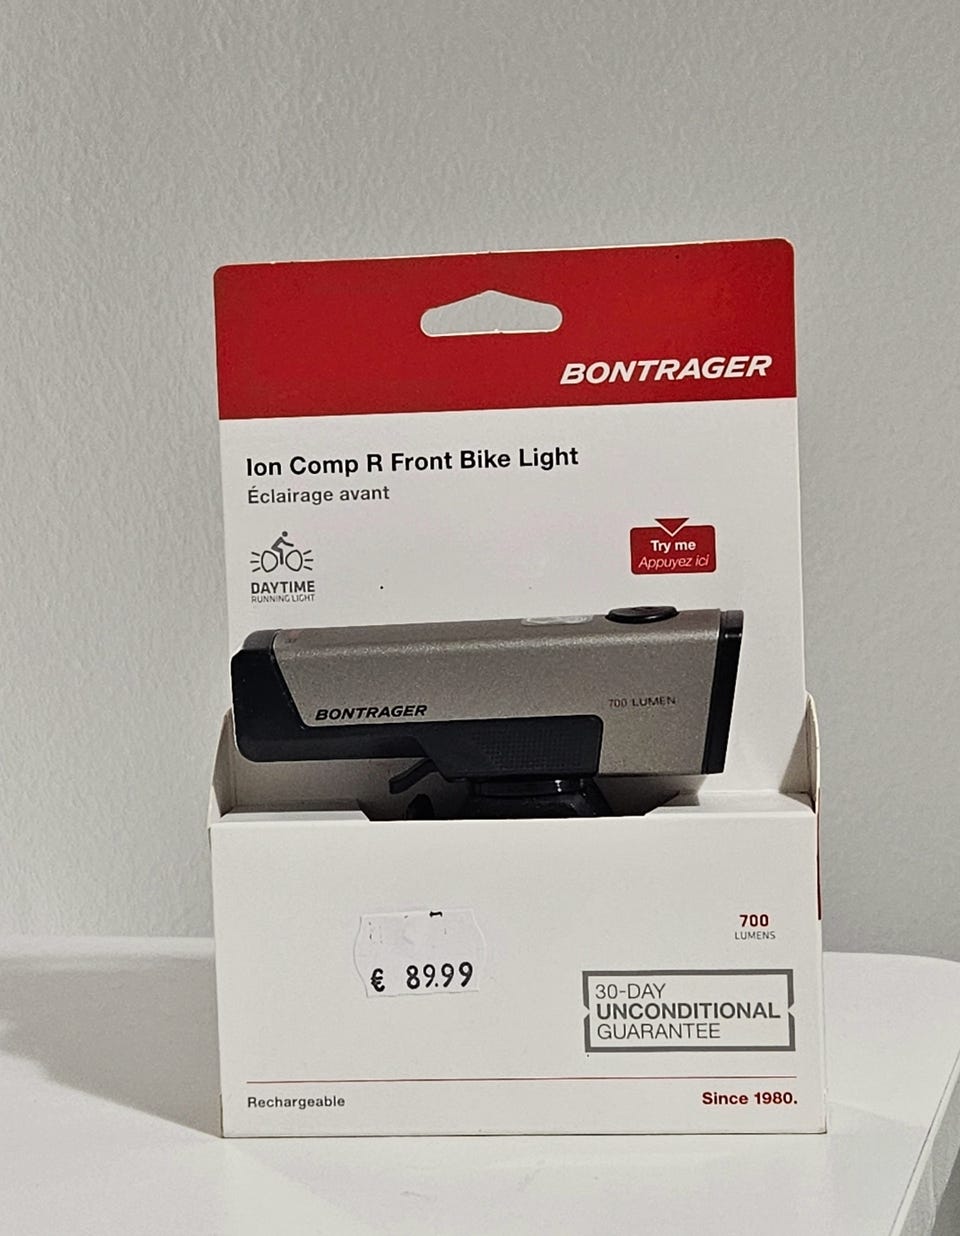 BONTRAGER
Ion Comp R Front Bike Light
Éclairage avant
DAYTIME
RUNNING LIGHT
Try me
Appuyez ici
BONTRAGER
700 LUMEN
€ 89.99
700
LUMENS
30-DAY
UNCONDITIONAL
GUARANTEE
Rechargeable
Since 1980.